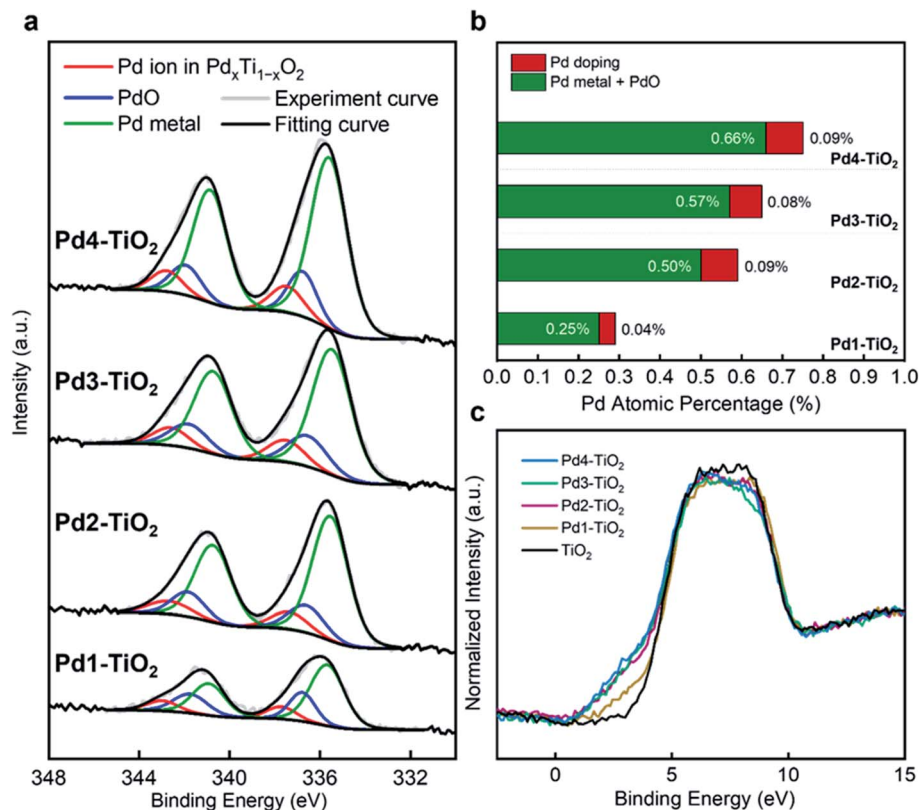 a
Pd ion in PdₓTi₁₋ₓO₂
PdO
Experiment curve
Pd metal
Fitting curve
Pd4-TiO₂
Pd3-TiO₂
Pd2-TiO₂
Pd1-TiO₂
Intensity (a.u.)
348 344 340 336 332
Binding Energy (eV)
b
Pd doping
Pd metal + PdO
0.66% 0.09%
Pd4-TiO₂
0.57% 0.08%
Pd3-TiO₂
0.50% 0.09%
Pd2-TiO₂
0.25% 0.04%
Pd1-TiO₂
0.0 0.1 0.2 0.3 0.4 0.5 0.6 0.7 0.8 0.9 1.0
Pd Atomic Percentage (%)
c
Pd4-TiO₂
Pd3-TiO₂
Pd2-TiO₂
Pd1-TiO₂
TiO₂
Normalized Intensity (a.u.)
0 5 10 15
Binding Energy (eV)